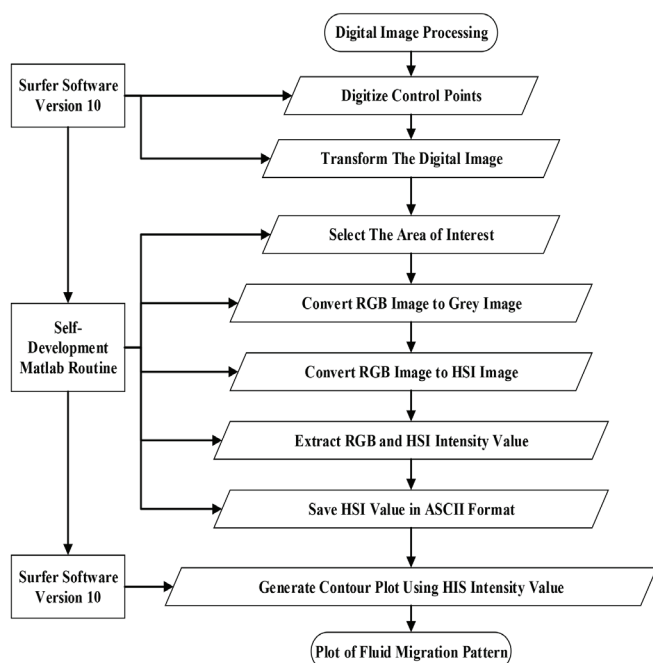 Digital Image Processing
Surfer Software
Version 10
Digitize Control Points
Transform The Digital Image
Select The Area of Interest
Self-
Development
Matlab Routine
Convert RGB Image to Grey Image
Convert RGB Image to HSI Image
Extract RGB and HSI Intensity Value
Save HSI Value in ASCII Format
Surfer Software
Version 10
Generate Contour Plot Using HIS Intensity Value
Plot of Fluid Migration Pattern